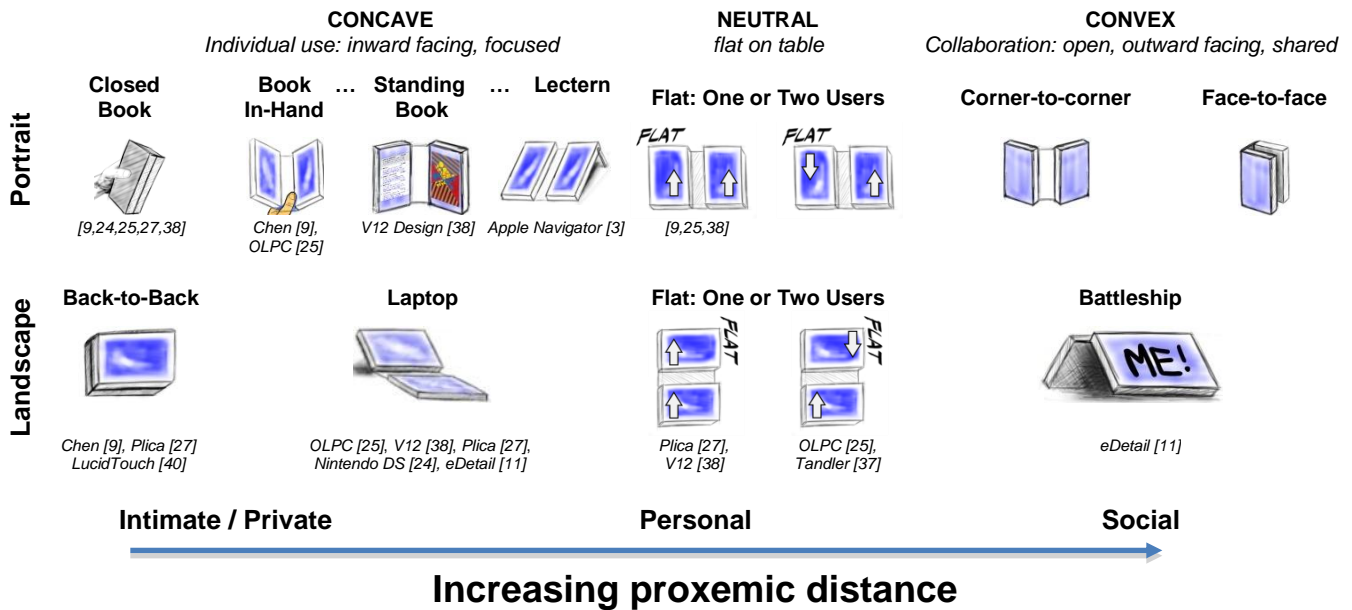 CONCAVE
Individual use: inward facing, focused
NEUTRAL
flat on table
CONVEX
Collaboration: open, outward facing, shared
Portrait
Closed
Book
Book
In-Hand
…
Standing
Book
…
Lectern
Flat: One or Two Users
Corner-to-corner
Face-to-face
FLAT
FLAT
[9,24,25,27,38]
Chen [9],
OLPC [25]
V12 Design [38]
Apple Navigator [3]
[9,25,38]
Landscape
Back-to-Back
Laptop
Flat: One or Two Users
Battleship
FLAT
FLAT
ME!
Chen [9], Plica [27]
LucidTouch [40]
OLPC [25], V12 [38], Plica [27],
Nintendo DS [24], eDetail [11]
Plica [27],
V12 [38]
OLPC [25],
Tandler [37]
eDetail [11]
Intimate / Private
Personal
Social
Increasing proxemic distance